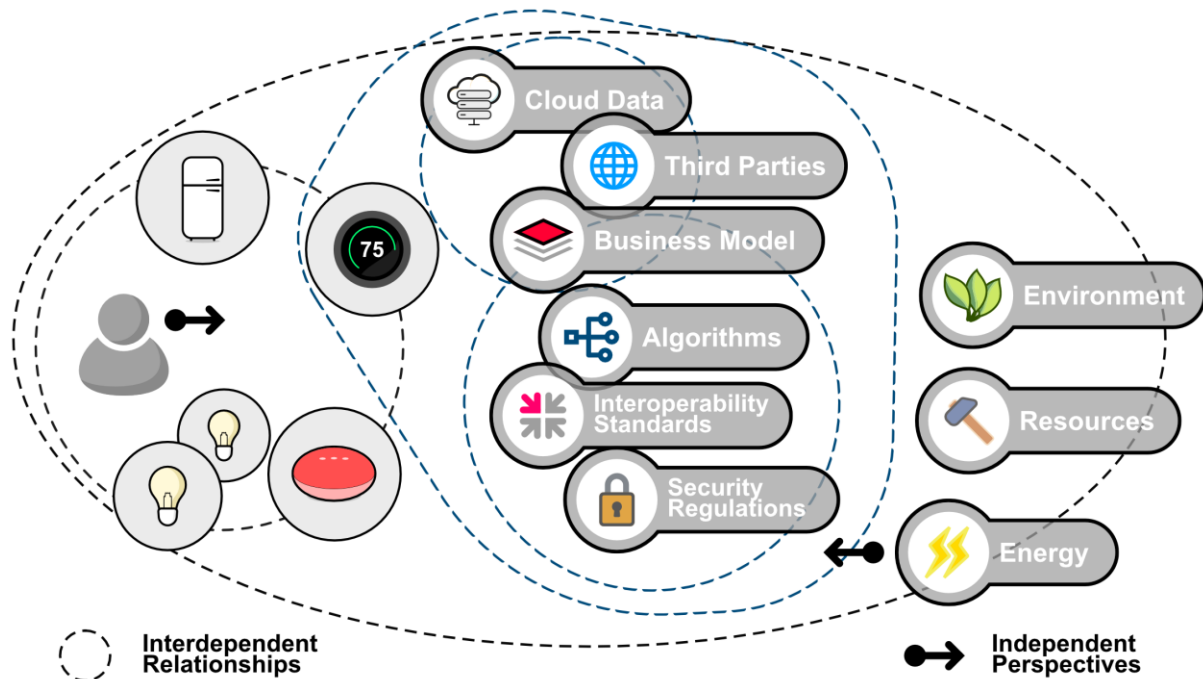 Cloud Data
Third Parties
75
Business Model
Environment
Algorithms
Interoperability
Standards
Resources
Security
Regulations
Energy
Interdependent
Relationships
Independent
Perspectives